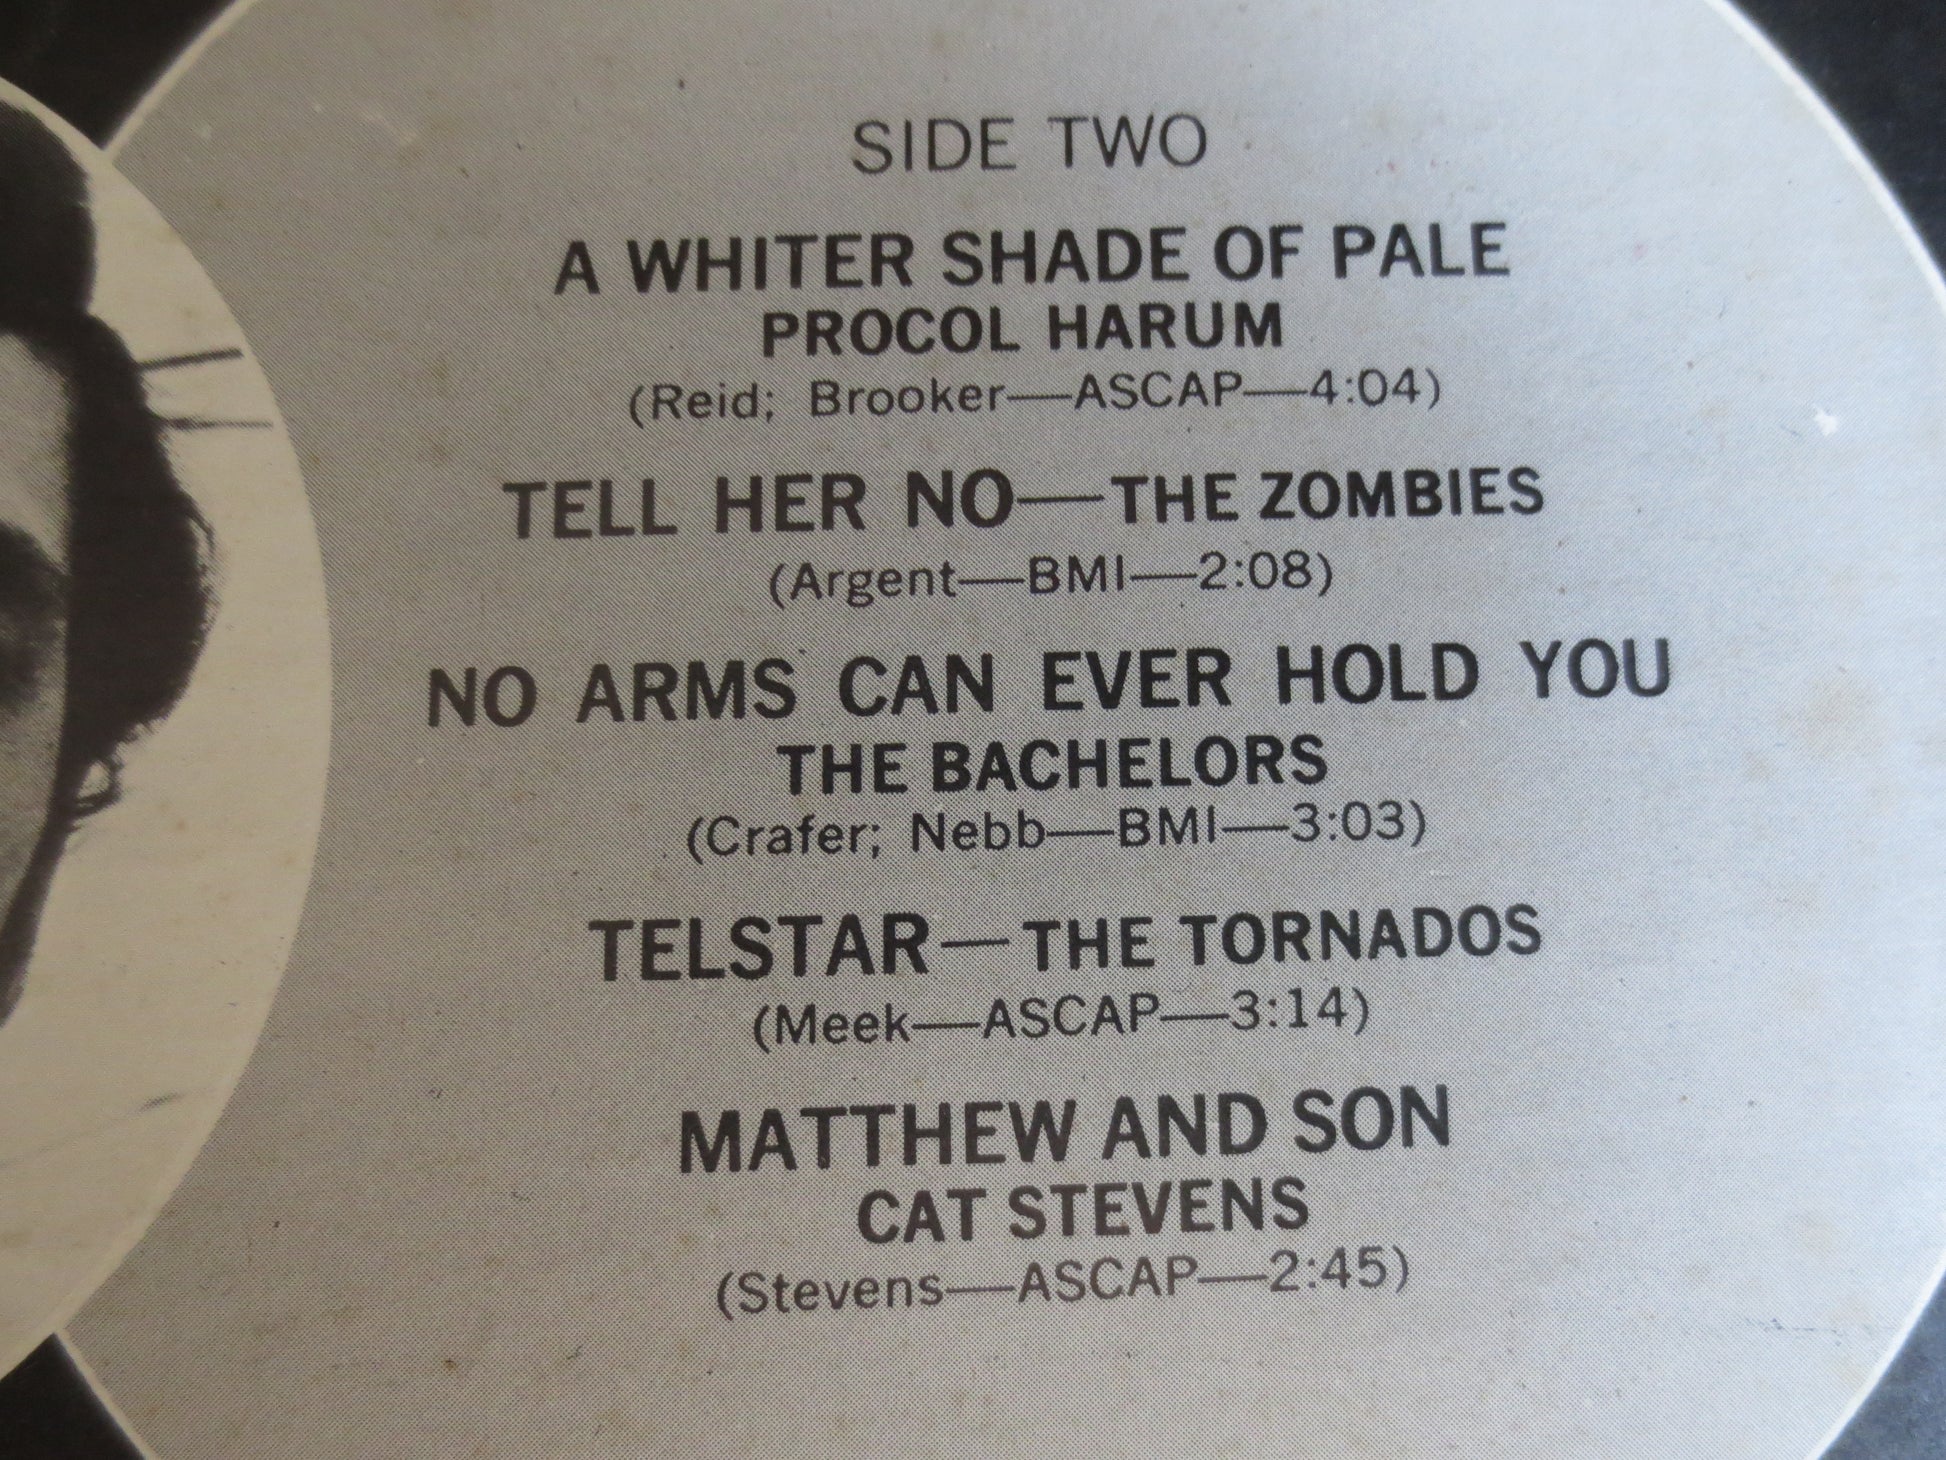 SIDE TWO
A WHITER SHADE OF PALE
PROCOL HARUM
(Reid; Brooker—ASCAP—4:04)
TELL HER NO—THE ZOMBIES
(Argent—BMI—2:08)
NO ARMS CAN EVER HOLD YOU
THE BACHELORS
(Crafer; Nebb—BMI—3:03)
TELSTAR—THE TORNADOS
(Meek—ASCAP—3:14)
MATTHEW AND SON
CAT STEVENS
(Stevens—ASCAP—2:45)